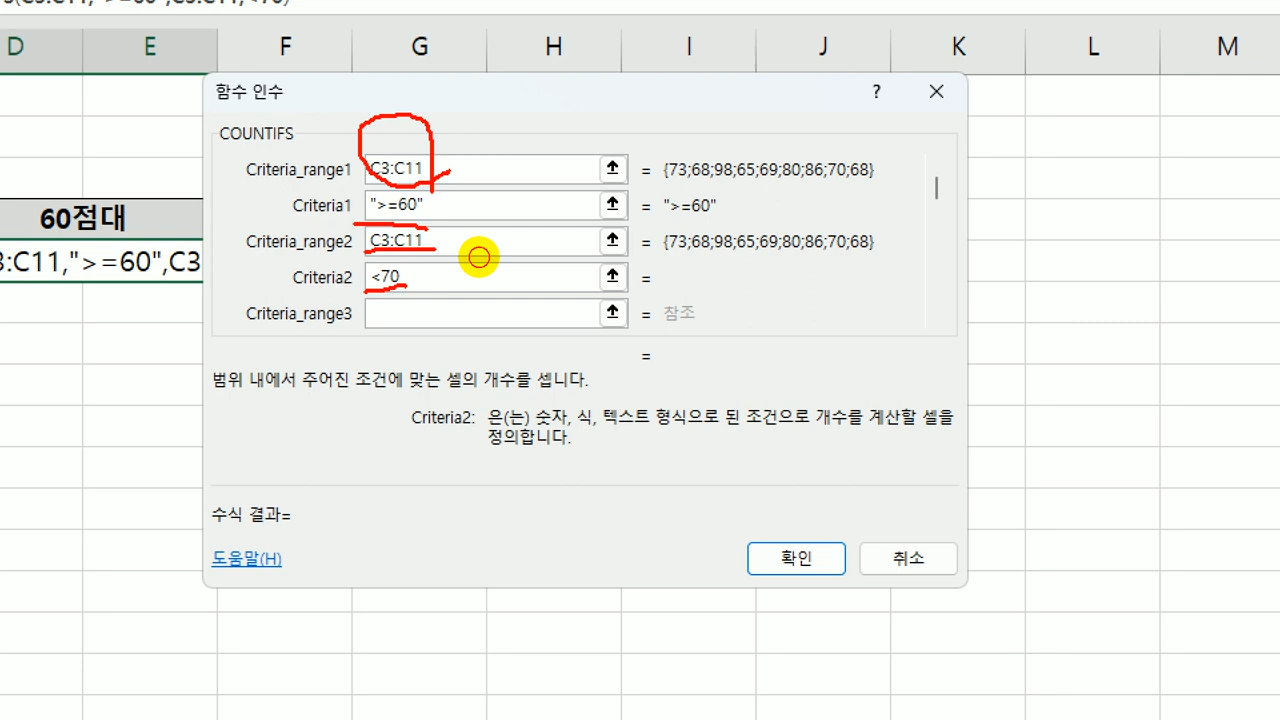 D E F G H I J K L M
함수 인수 ?
COUNTIFS
Criteria_range1 C3:C11 = {73;68;98;65;69;80;86;70;68}
Criteria1 ">=60" = ">=60"
60점대
Criteria_range2 C3:C11 = {73;68;98;65;69;80;86;70;68}
:C11,">=60",C3
Criteria2 <70 =
Criteria_range3 = 참조
=
범위 내에서 주어진 조건에 맞는 셀의 개수를 셉니다.
Criteria2: 은(는) 숫자, 식, 텍스트 형식으로 된 조건으로 개수를 계산할 셀을
정의합니다.
수식 결과=
도움말(H) 확인 취소